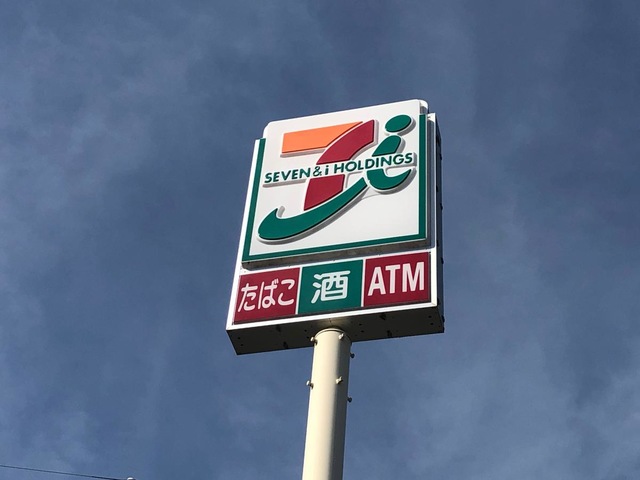 SEVEN & i HOLDINGS
たばこ 酒 ATM